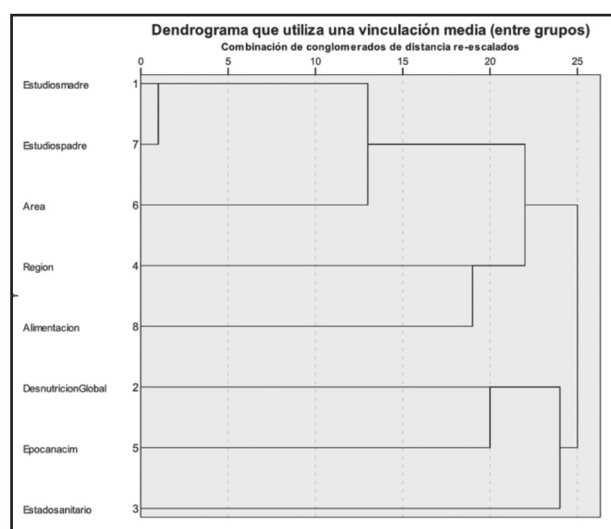 Dendrograma que utiliza una vinculación media (entre grupos)
Combinación de conglomerados de distancia re-escalados
0 5 10 15 20 25
Estudiosmadre 1
Estudiospadre 7
Area 6
Region 4
Alimentacion 8
DesnutricionGlobal 2
Epocanacim 5
Estadosanitario 3